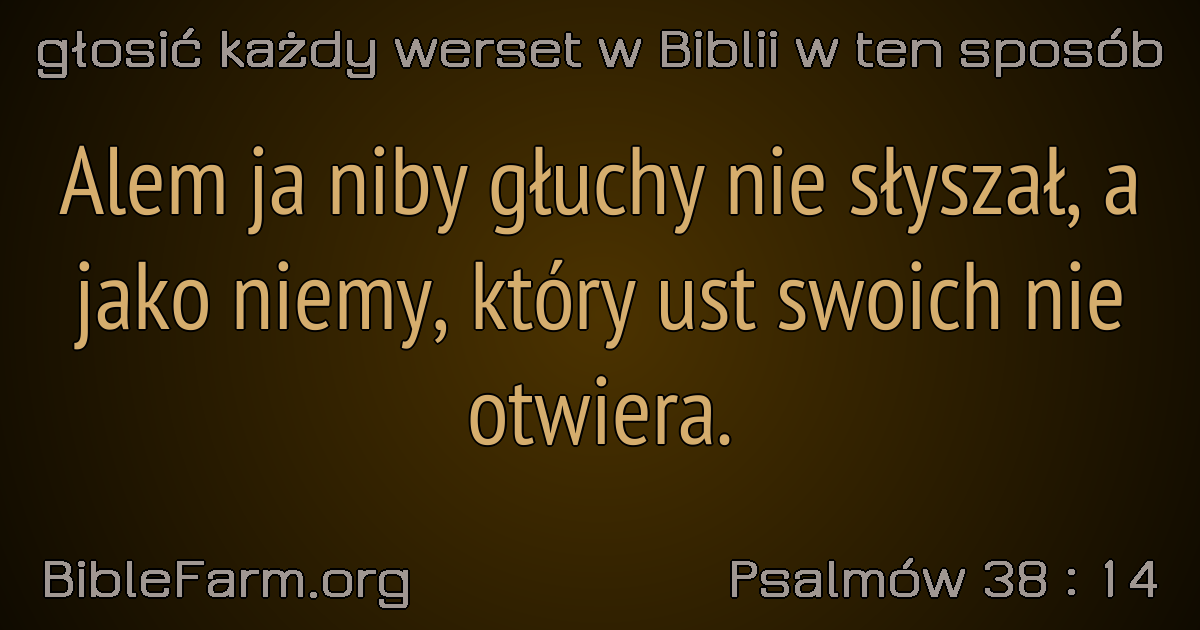 głosić każdy werset w Biblii w ten sposób
Alem ja niby głuchy nie słyszał, a
jako niemy, który ust swoich nie
otwiera.
BibleFarm.org
Psalmów 38 : 14